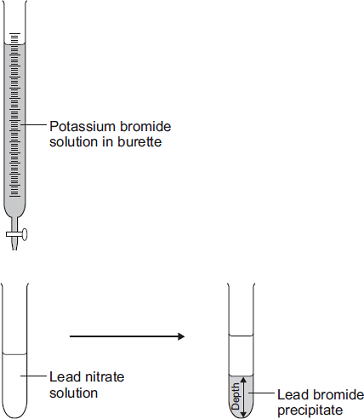 Potassium bromide
solution in burette
Lead nitrate
solution
Depth
Lead bromide
precipitate